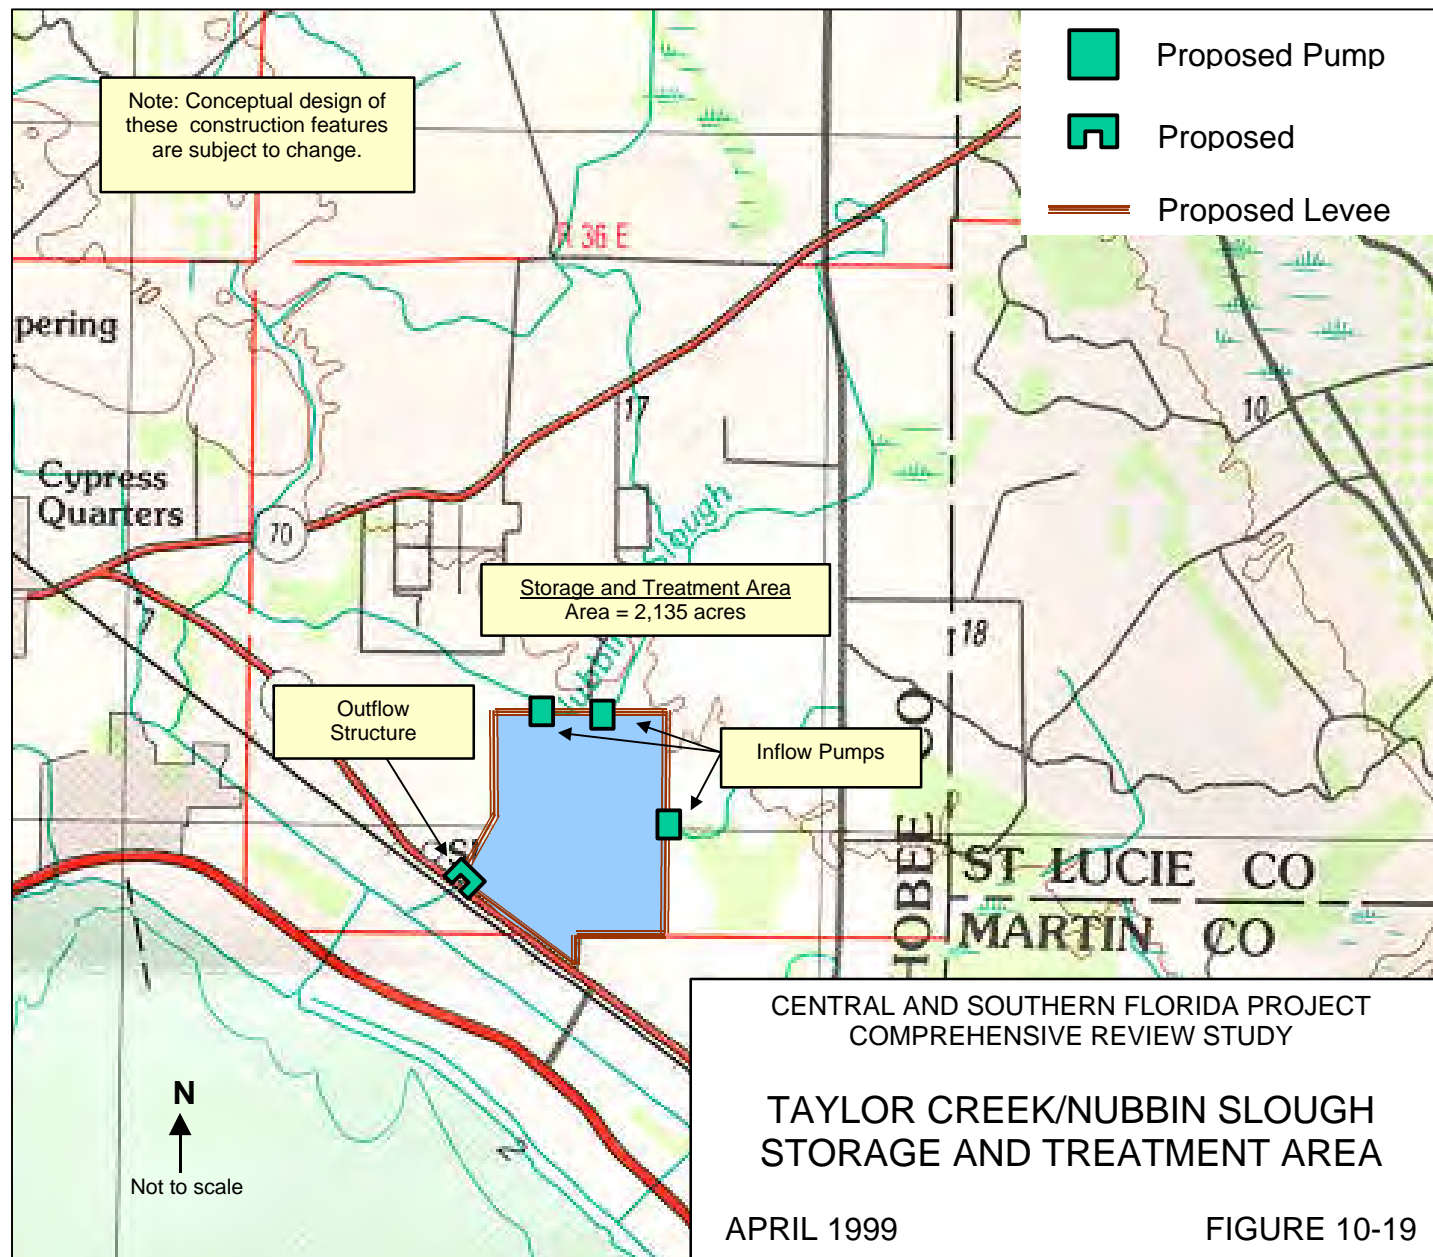 Note: Conceptual design of
these construction features
are subject to change.
Proposed Pump
Proposed
Proposed Levee
R 36 E
10
pering
17
10
Cypress
Quarters
70
Slough
Storage and Treatment Area
Area = 2,135 acres
18
Outflow
Structure
Inflow Pumps
CO
HOBEE
ST LUCIE CO
MARTIN CO
N
Not to scale
CENTRAL AND SOUTHERN FLORIDA PROJECT
COMPREHENSIVE REVIEW STUDY
TAYLOR CREEK/NUBBIN SLOUGH
STORAGE AND TREATMENT AREA
APRIL 1999
FIGURE 10-19